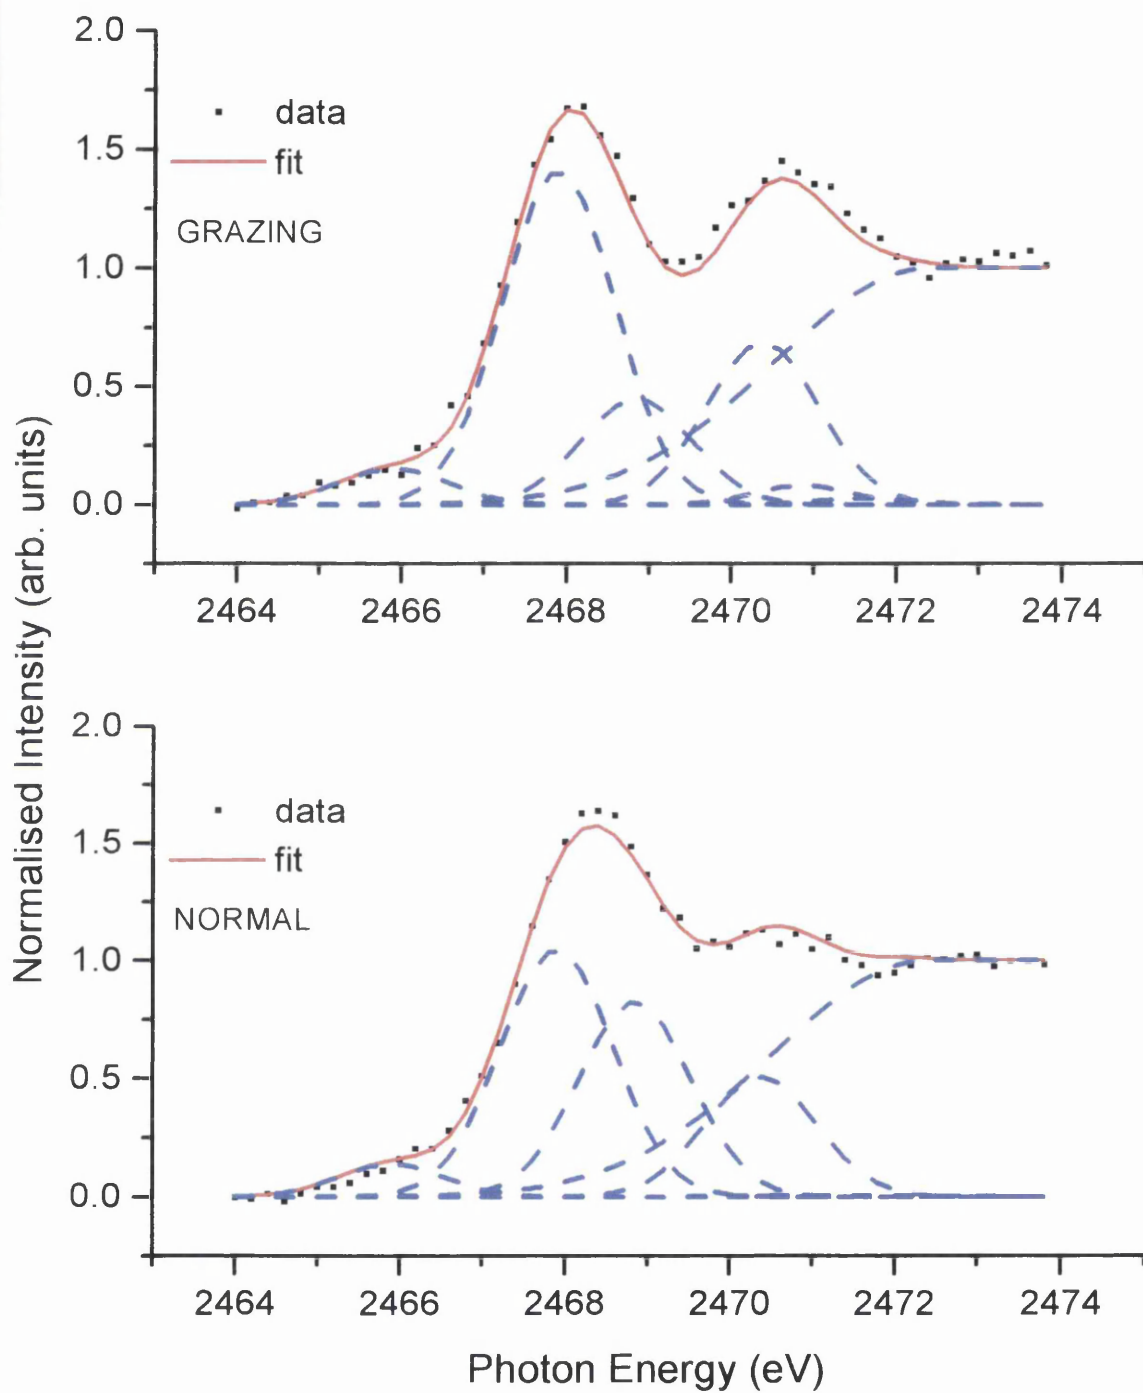 2.0
data
1.5
fit
GRAZING
1.0
0.5
0.0
2464 2466 2468 2470 2472 2474
Normalised Intensity (arb. units)
2.0
data
1.5
fit
NORMAL
1.0
0.5
0.0
2464 2466 2468 2470 2472 2474
Photon Energy (eV)